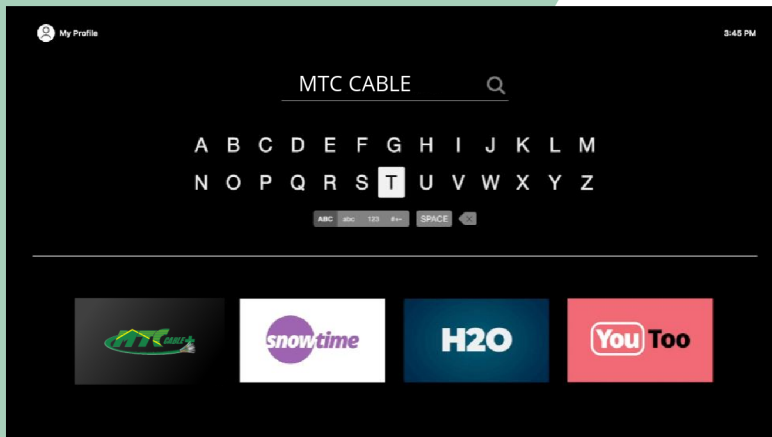 My Profile
3:45 PM
MTC CABLE
A B C D E F G H I J K L M
N O P Q R S T U V W X Y Z
ABC abc 123 #+- SPACE
MTC CABLE+
snowtime
H2O
You Too